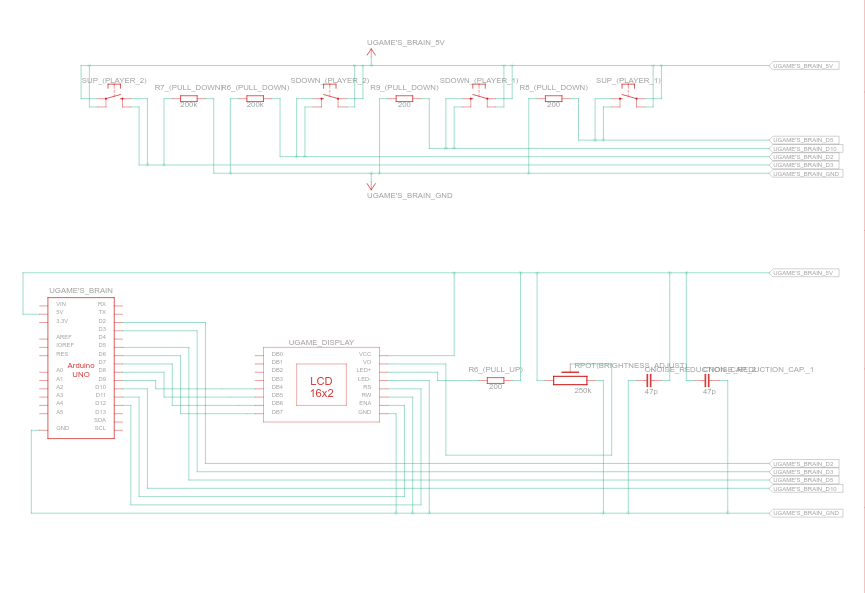 UGAME'S_BRAIN_5V
UGAME'S_BRAIN_5V
SUP_(PLAYER_2)
SDOWN_(PLAYER_2)
SDOWN_(PLAYER_1)
SUP_(PLAYER_1)
R7_(PULL_DOWN)
R6_(PULL_DOWN)
R9_(PULL_DOWN)
R8_(PULL_DOWN)
200k
200k
200
200
UGAME'S_BRAIN_D5
UGAME'S_BRAIN_D10
UGAME'S_BRAIN_D2
UGAME'S_BRAIN_D3
UGAME'S_BRAIN_GND
UGAME'S_BRAIN_GND
UGAME'S_BRAIN_5V
UGAME'S_BRAIN
VIN RX
5V TX
3.3V D2
D3
AREF D4
IOREF D5
RES D6
D7
A0 D8
A1 D9
A2 D10
A3 D11
A4 D12
A5 D13
SDA
GND SCL
Arduino
UNO
UGAME_DISPLAY
DB0 VCC
DB1 VO
DB2 LED+
DB3 LED-
DB4 RS
DB5 RW
DB6 ENA
DB7 GND
LCD
16x2
R6_(PULL_UP)
200
RPOT(BRIGHTNESS_ADJUST)
250k
47p
47p
UGAME'S_BRAIN_D2
UGAME'S_BRAIN_D3
UGAME'S_BRAIN_D5
UGAME'S_BRAIN_D10
UGAME'S_BRAIN_GND